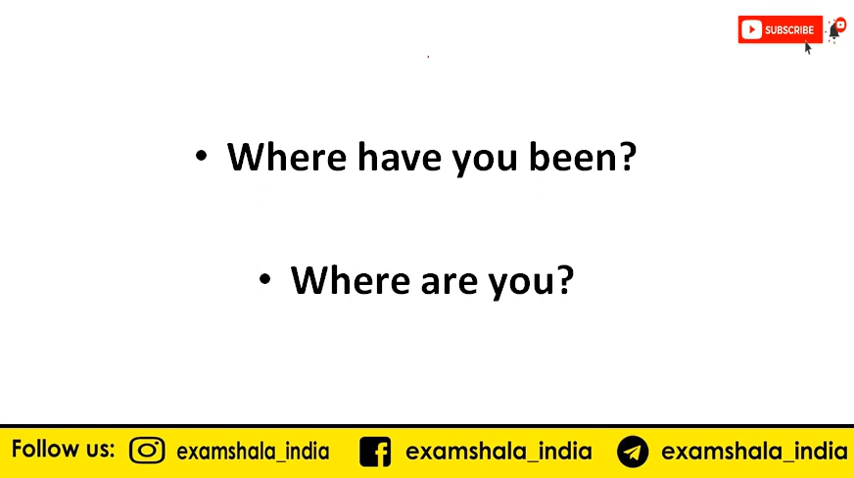 SUBSCRIBE
• Where have you been?
• Where are you?
Follow us: examshala_india examshala_india examshala_india